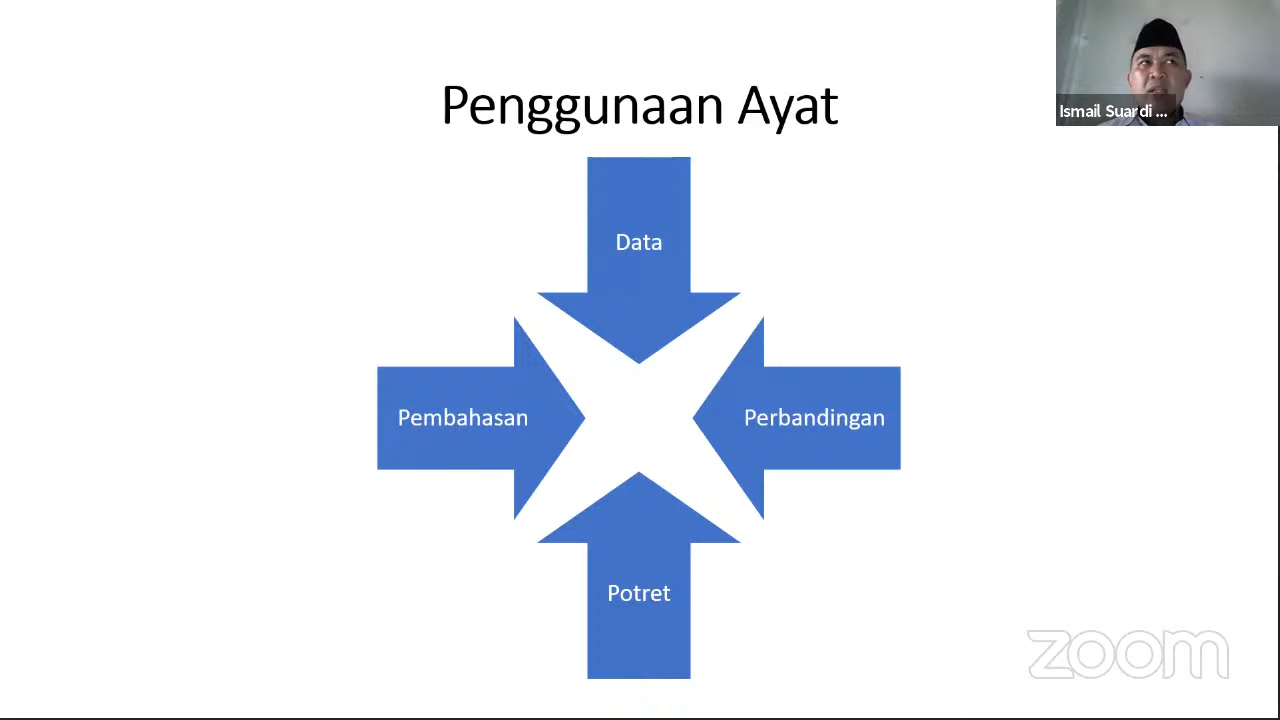 Penggunaan Ayat
Ismail Suardi ...
Data
Pembahasan
Perbandingan
Potret
zoom